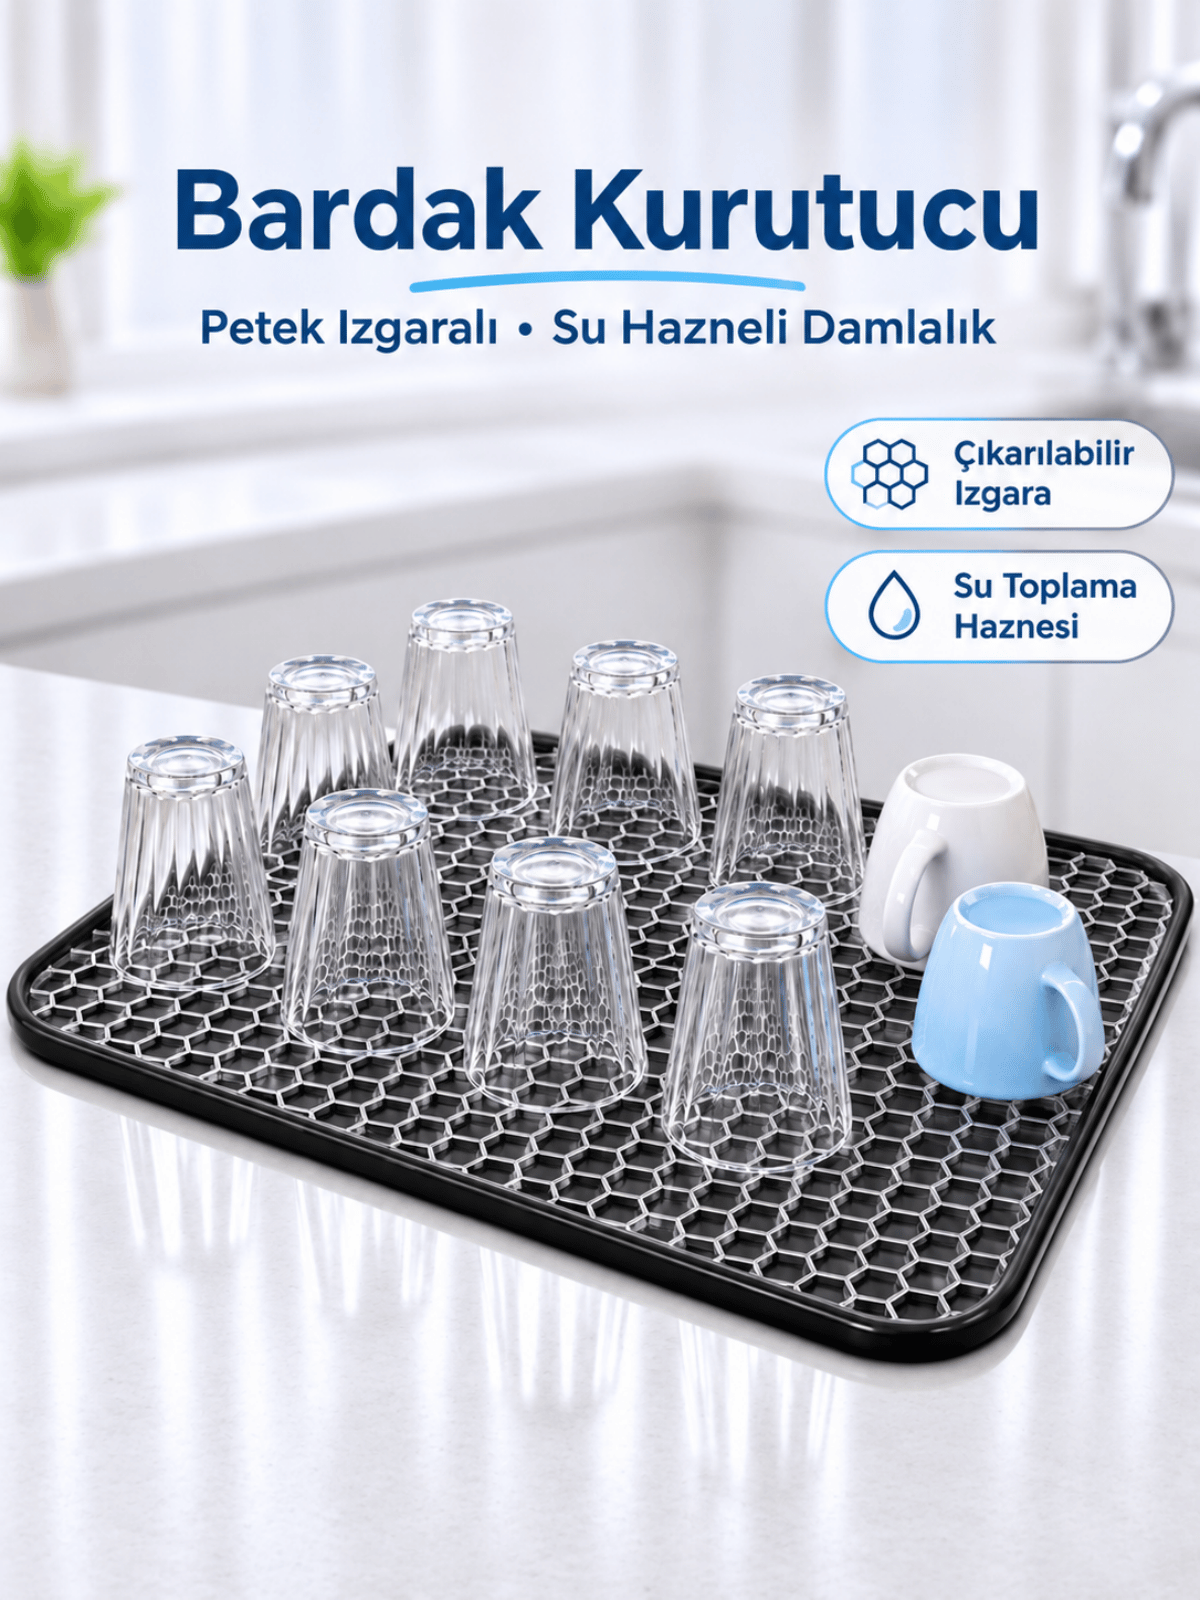 Bardak Kurutucu
Petek Izgaralı • Su Hazneli Damlalık
Çıkarılabilir
Izgara
Su Toplama
Haznesi